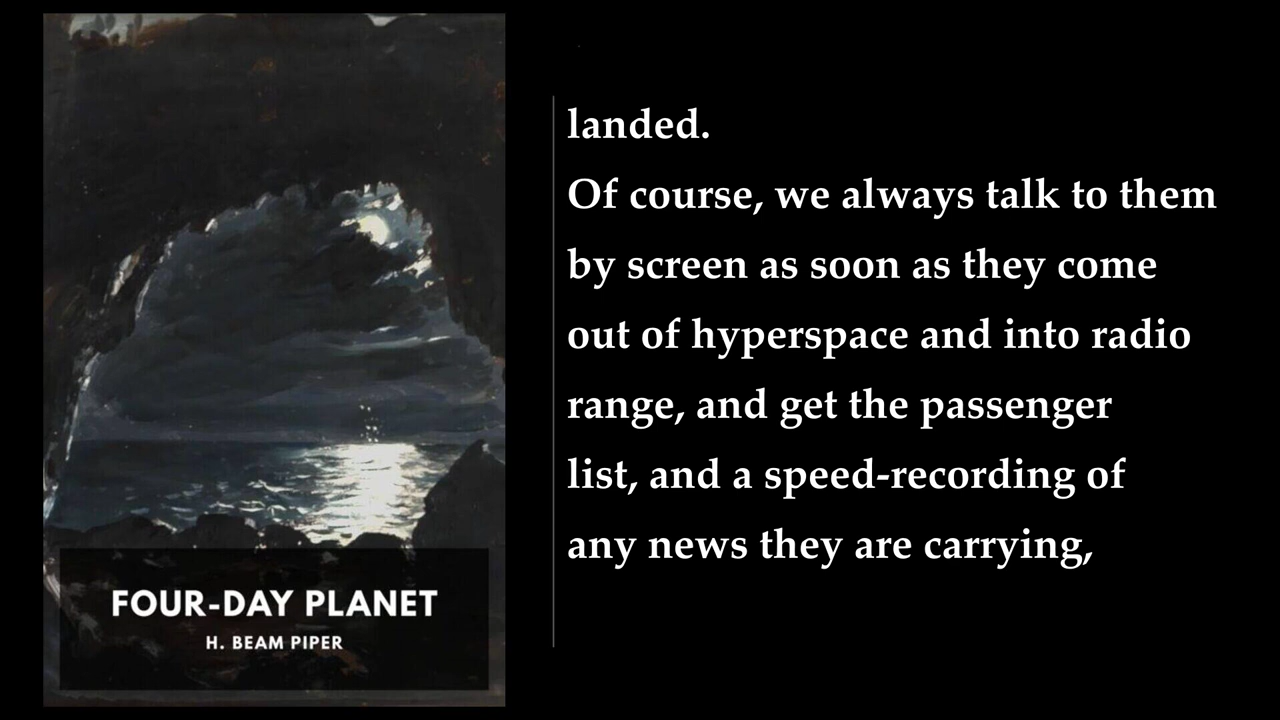 landed.
Of course, we always talk to them
by screen as soon as they come
out of hyperspace and into radio
range, and get the passenger
list, and a speed-recording of
any news they are carrying,
FOUR-DAY PLANET
H. BEAM PIPER